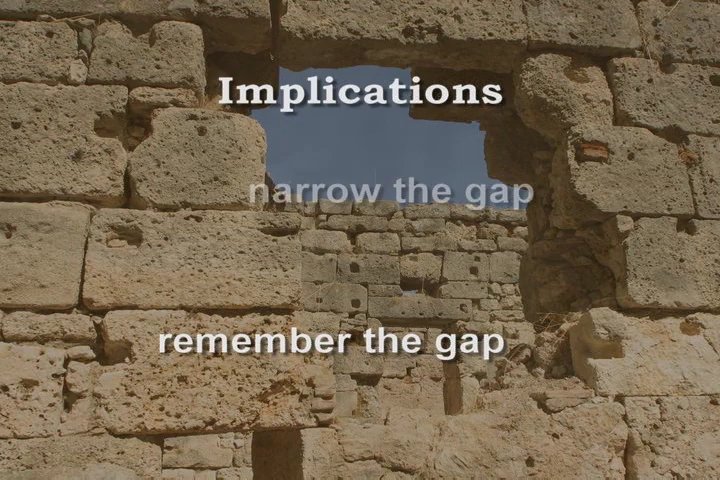 Implications
narrow the gap
remember the gap